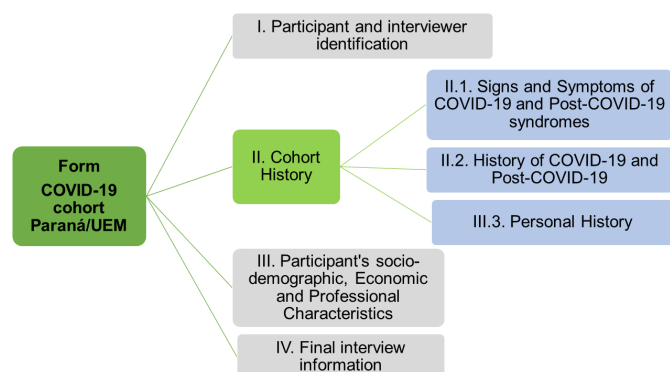 I. Participant and interviewer
identification
II.1. Signs and Symptoms of
COVID-19 and Post-COVID-19
syndromes
Form
COVID-19
cohort
Paraná/UEM
II. Cohort
History
II.2. History of COVID-19 and
Post-COVID-19
III.3. Personal History
III. Participant's socio-
demographic, Economic
and Professional
Characteristics
IV. Final interview
information